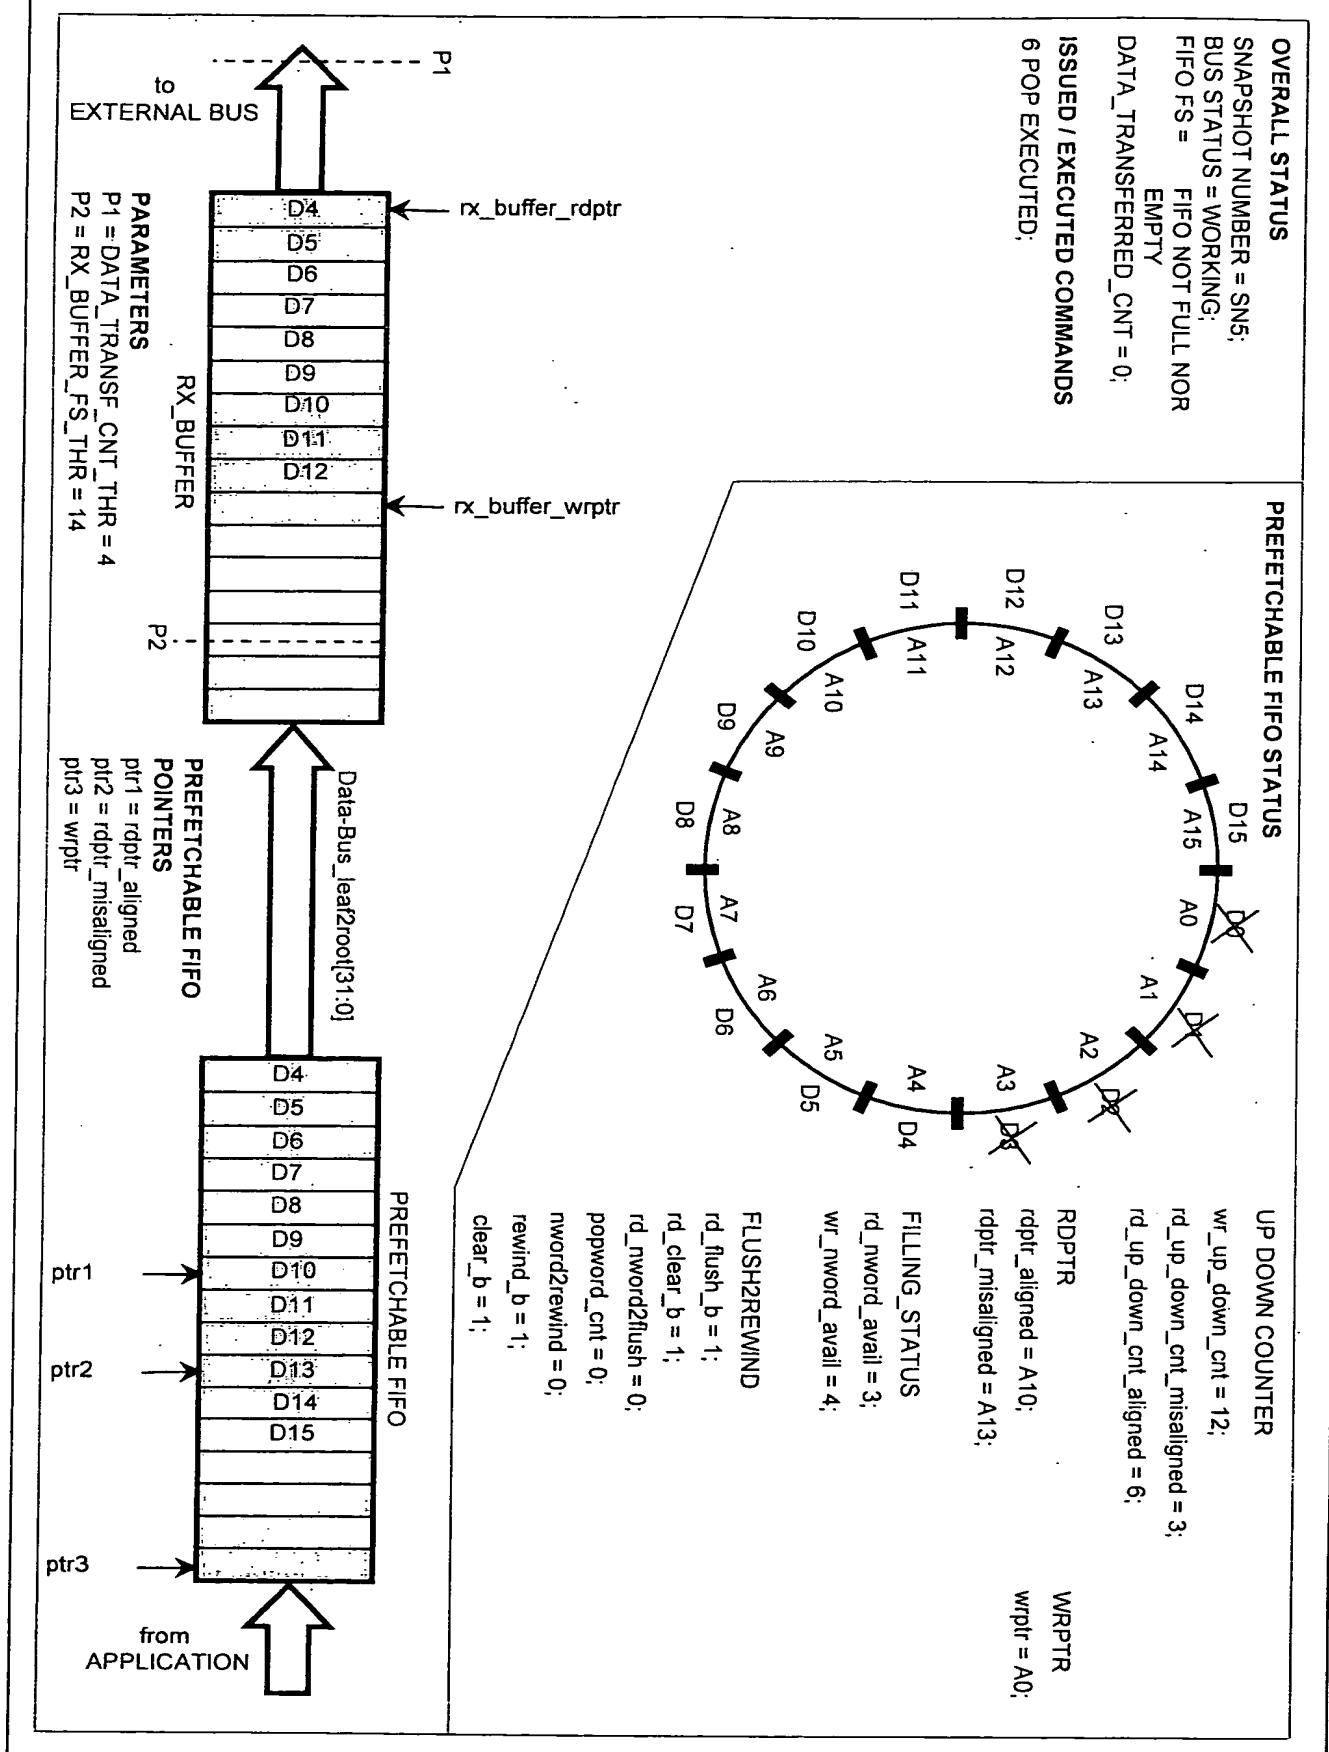 OVERALL STATUS
SNAPSHOT NUMBER = SN5;
BUS STATUS = WORKING;
FIFO FS = FIFO NOT FULL NOR
EMPTY
DATA_TRANSFERRED_CNT = 0;
ISSUED / EXECUTED COMMANDS
6 POP EXECUTED;
PREFETCHABLE FIFO STATUS
D15
A15
D0
A0
D1
A1
D2
A2
D3
A3
D4
A4
D5
A5
D6
A6
D7
A7
D8
A8
D9
A9
D10
A10
D11
A11
D12
A12
D13
A13
D14
A14
UP DOWN COUNTER
wr_up_down_cnt = 12;
rd_up_down_cnt_misaligned = 3;
rd_up_down_cnt_aligned = 6;
RDPTR
rdptr_aligned = A10;
rdptr_misaligned = A13;
WRPTR
wrptr = A0;
FILLING_STATUS
rd_nword_avail = 3;
wr_nword_avail = 4;
FLUSH2REWIND
rd_flush_b = 1;
rd_clear_b = 1;
rd_nword2flush = 0;
popword_cnt = 0;
nword2rewind = 0;
rewind_b = 1;
clear_b = 1;
P1
to
EXTERNAL BUS
rx_buffer_rdptr
D4
D5
D6
D7
D8
D9
D10
D11
D12
rx_buffer_wrptr
RX_BUFFER
P2
PARAMETERS
P1 = DATA_TRANSF_CNT_THR = 4
P2 = RX_BUFFER_FS_THR = 14
Data-Bus_leaf2root[31:0]
PREFETCHABLE FIFO
POINTERS
ptr1 = rdptr_aligned
ptr2 = rdptr_misaligned
ptr3 = wrptr
PREFETCHABLE FIFO
D4
D5
D6
D7
D8
D9
D10
D11
D12
D13
D14
D15
ptr1
ptr2
ptr3
from
APPLICATION